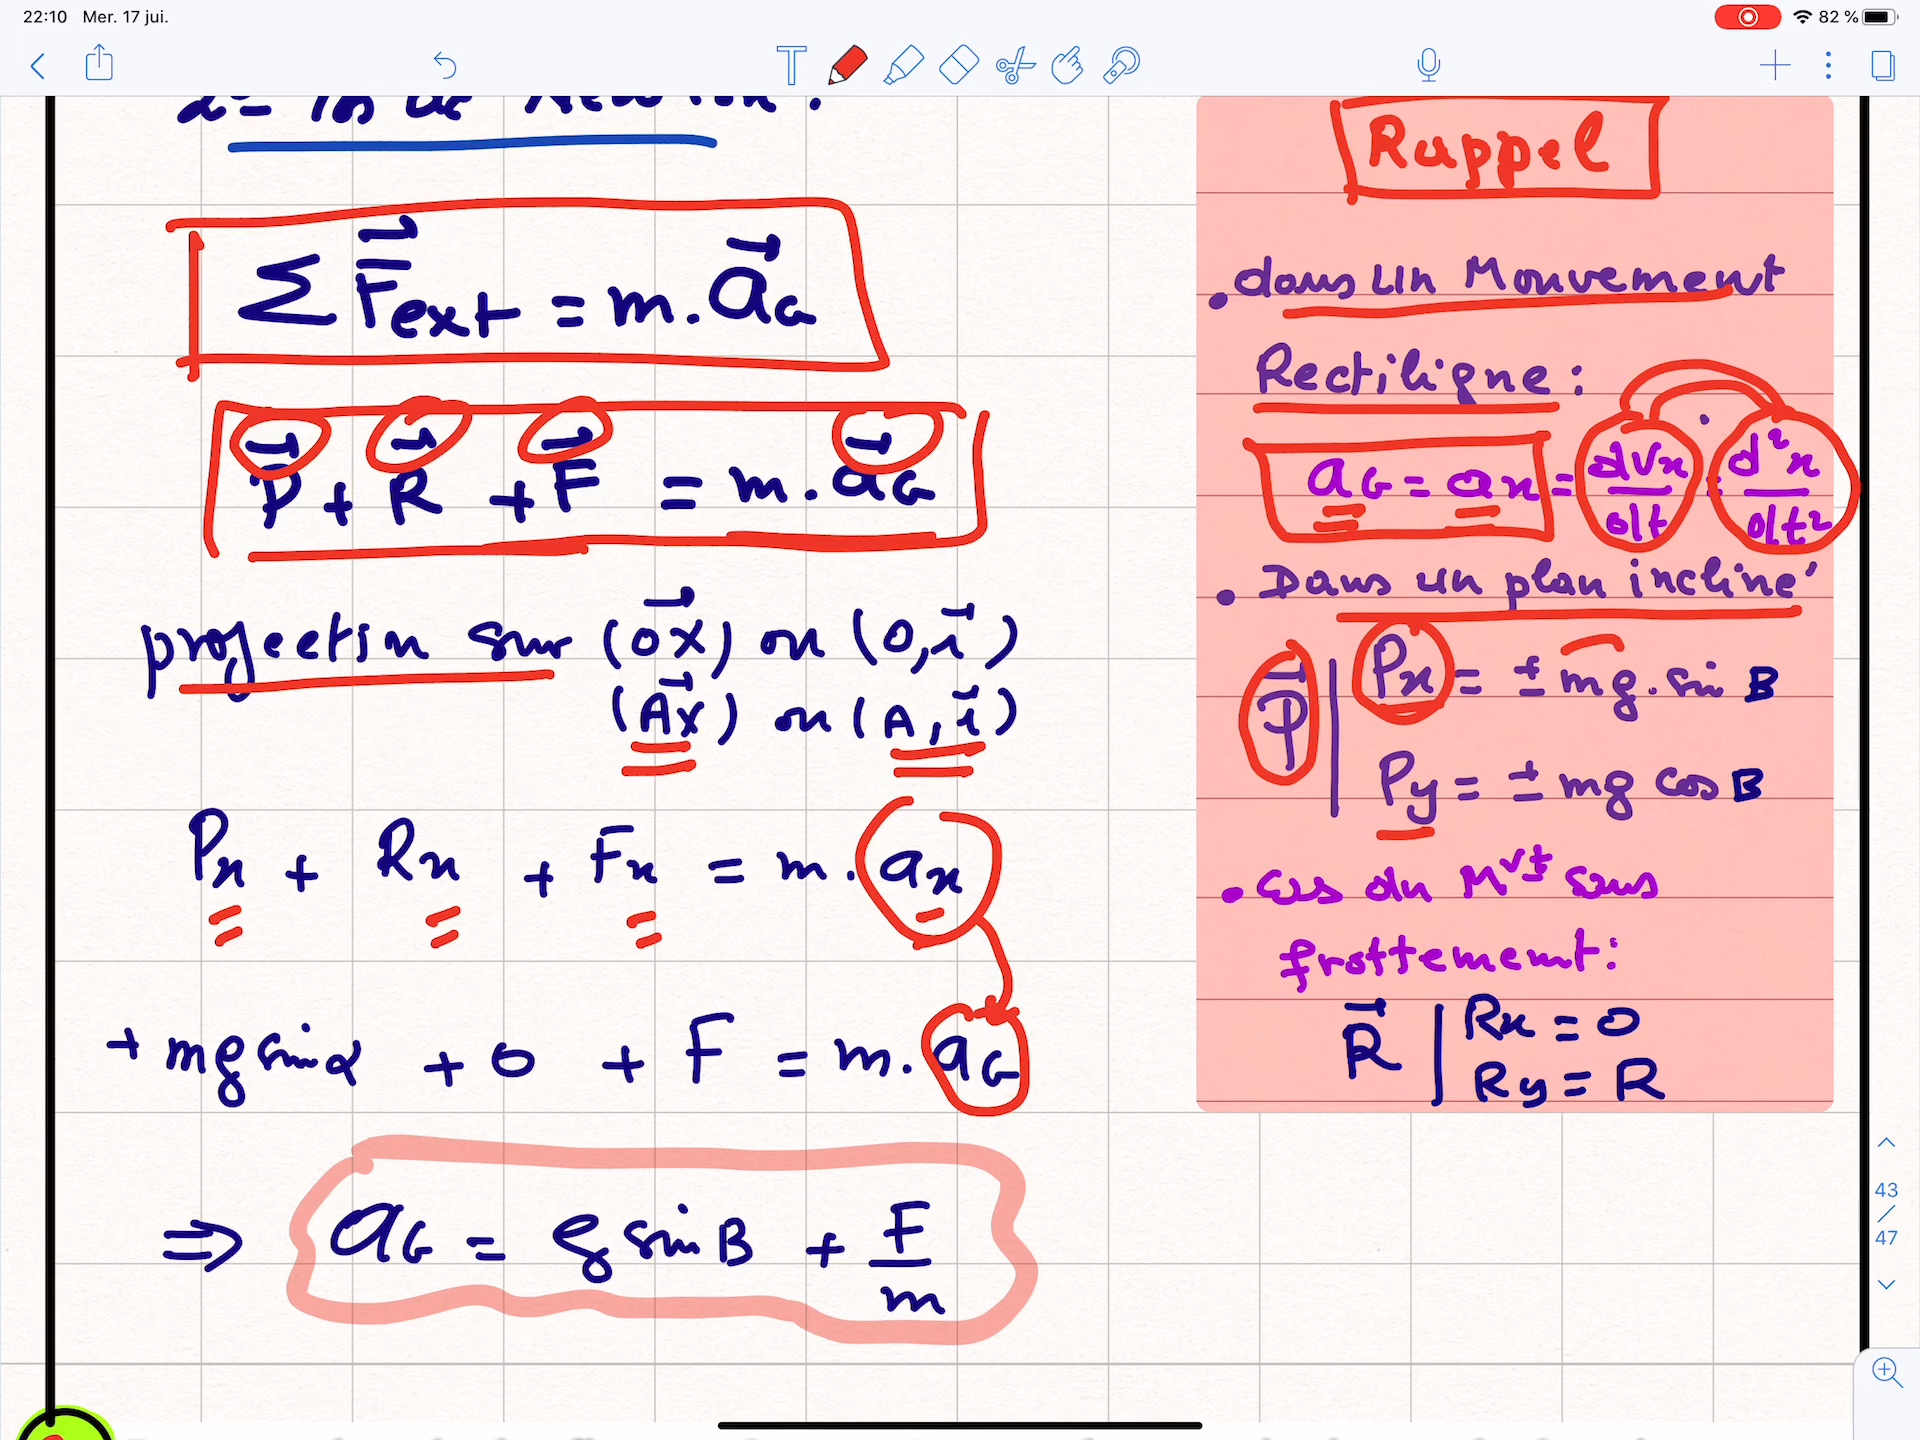 22:10 Mer. 17 jui.
82 %
Σ F⃗ext = m. a⃗G
P⃗ + R⃗ + F⃗ = m. a⃗G
projection sur (O⃗x) ou (O, i⃗)
(A⃗x) ou (A, i⃗)
Px + Rx + Fx = m. ax
+ mg sin α + 0 + F = m. aG
⇒ aG = g sin B + F/m
Rappel
• dans un Mouvement
Rectiligne :
aG = ax = dVx/dt = d²x/dt²
• Dans un plan incliné
P⃗ | Px = ± mg. sin B
Py = ± mg cos B
• Cas du Mvt sans
frottement :
R⃗ | Rx = 0
Ry = R
43
/
47